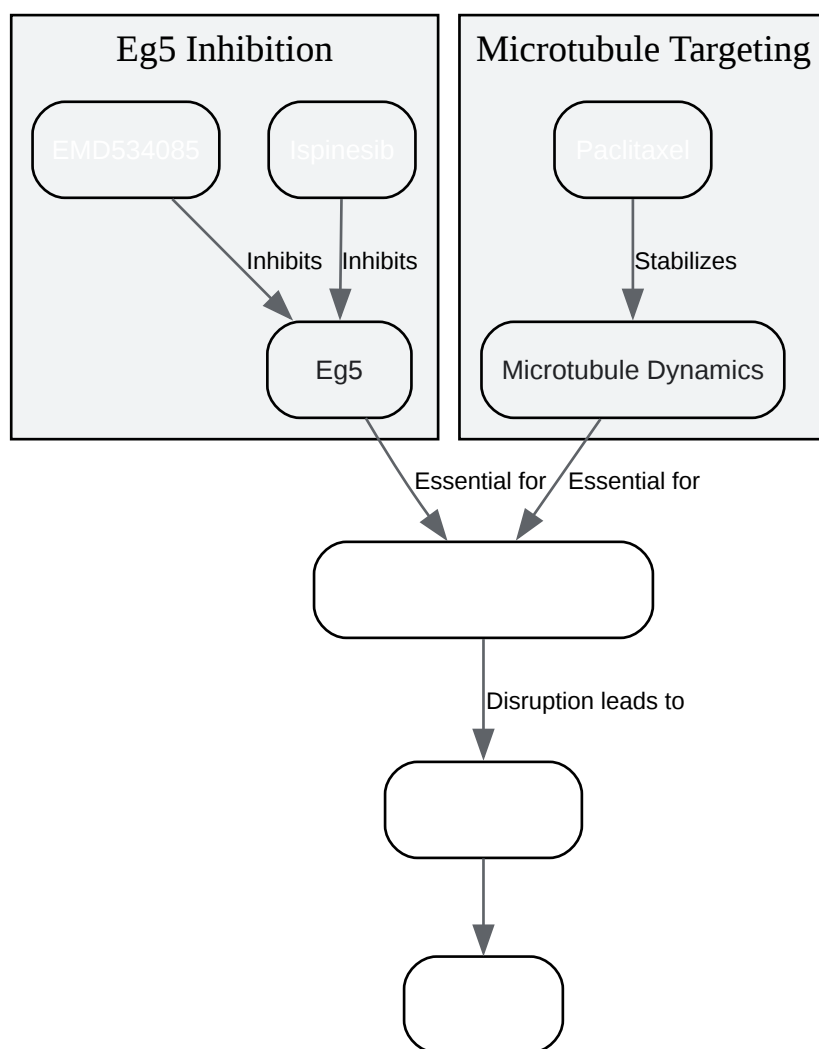 Eg5 Inhibition
Microtubule Targeting
EMD534085
Ispinesib
Paclitaxel
Inhibits
Inhibits
Stabilizes
Eg5
Microtubule Dynamics
Essential for
Essential for
Disruption leads to